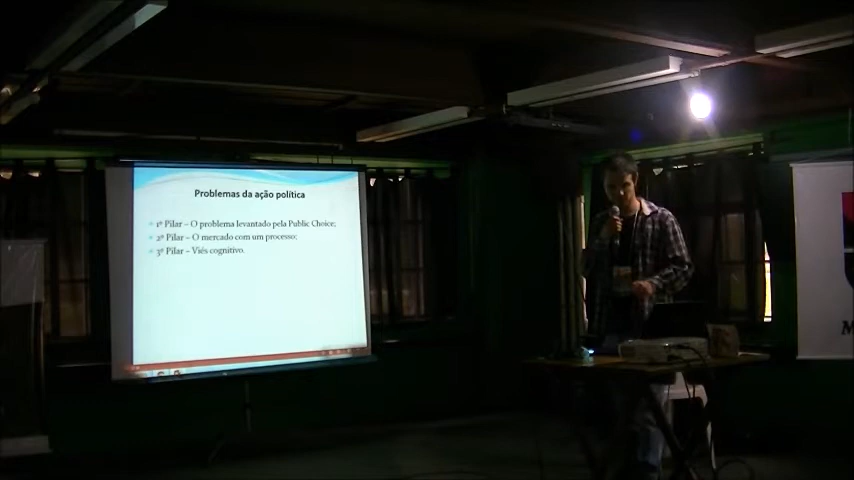 Problemas da ação política
1º Pilar – O problema levantado pela Public Choice;
2º Pilar – O mercado com um processo;
3º Pilar – Viés cognitivo.
M